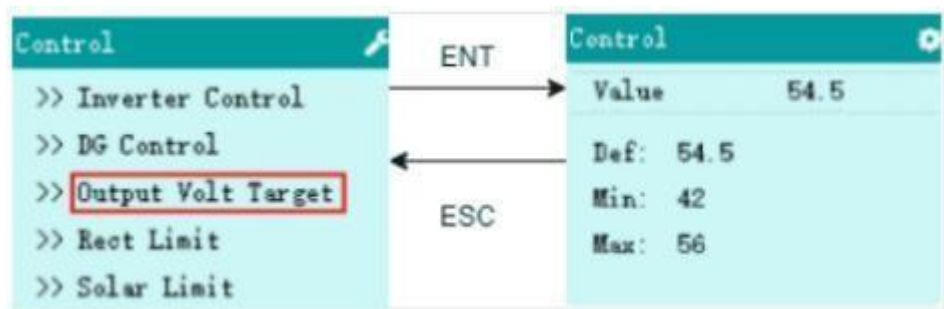 Control
>> Inverter Control
>> DG Control
>> Output Volt Target
>> Rect Limit
>> Solar Limit
ENT
ESC
Control
Value 54.5
Def: 54.5
Min: 42
Max: 56